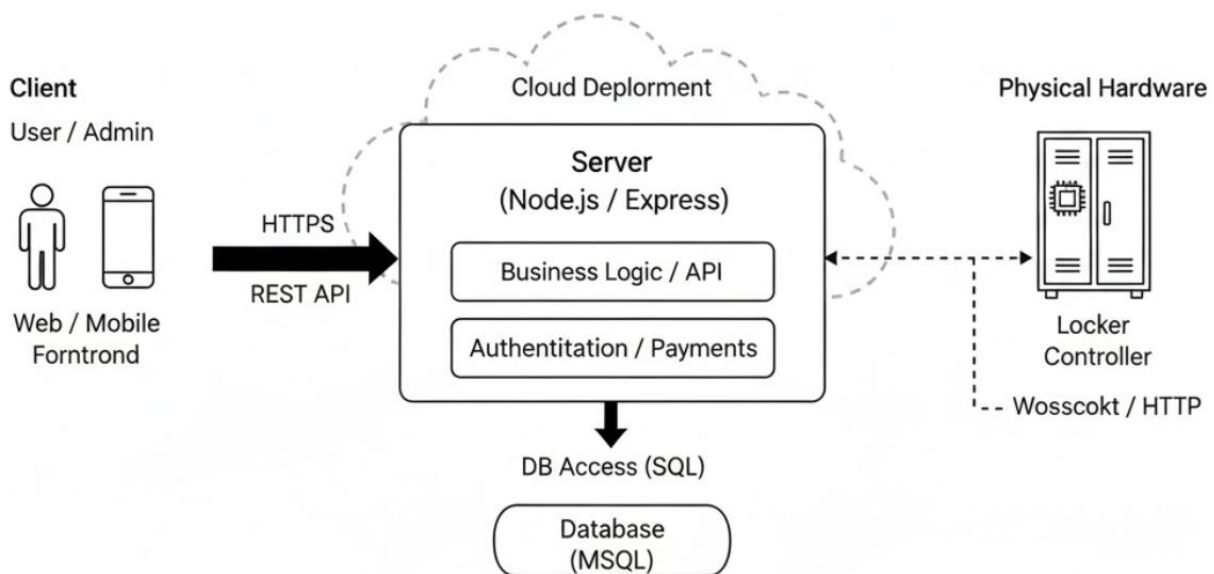 Client
User / Admin
Web / Mobile
Forntrond
HTTPS
REST API
Cloud Deplorment
Server
(Node.js / Express)
Business Logic / API
Authentitation / Payments
DB Access (SQL)
Database
(MSQL)
Physical Hardware
Locker
Controller
Wosscokt / HTTP